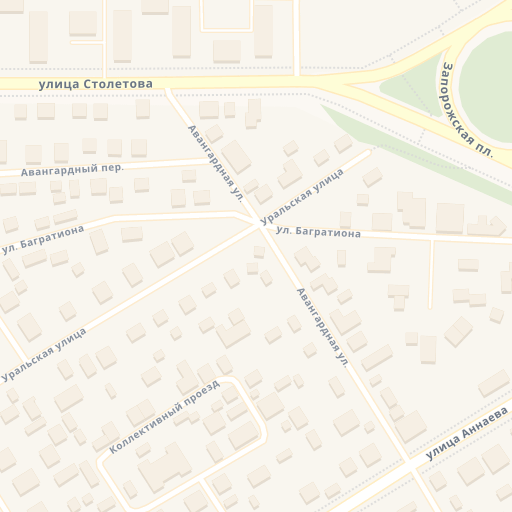 улица Столетова
Запорожская пл.
Авангардная ул.
Авангардный пер.
Уральская улица
ул. Багратиона
ул. Багратиона
Авангардная ул.
Уральская улица
Коллективный проезд
улица Аннаева